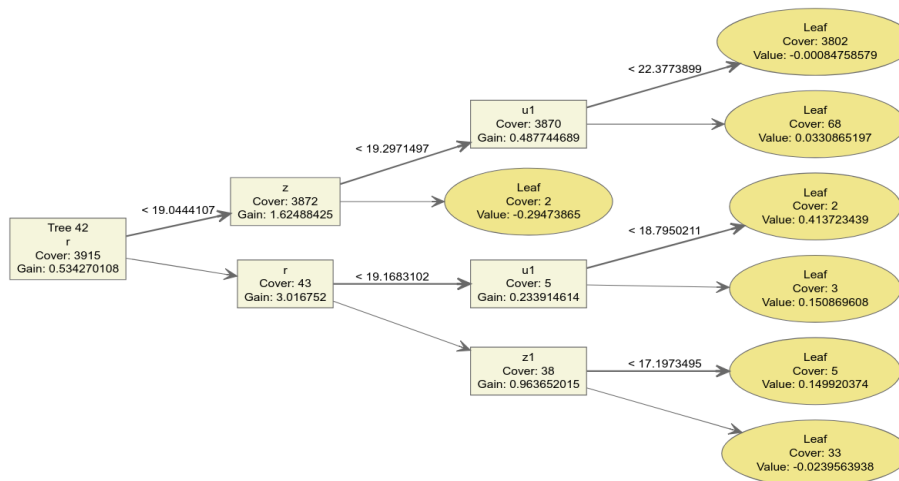 Tree 42
r
Cover: 3915
Gain: 0.534270108
< 19.0444107
z
Cover: 3872
Gain: 1.62488425
r
Cover: 43
Gain: 3.016752
< 19.2971497
< 19.1683102
u1
Cover: 3870
Gain: 0.487744689
Leaf
Cover: 2
Value: -0.29473865
u1
Cover: 5
Gain: 0.233914614
z1
Cover: 38
Gain: 0.963652015
< 22.3773899
< 18.7950211
< 17.1973495
Leaf
Cover: 3802
Value: -0.00084758579
Leaf
Cover: 68
Value: 0.0330865197
Leaf
Cover: 2
Value: 0.413723439
Leaf
Cover: 3
Value: 0.150869608
Leaf
Cover: 5
Value: 0.149920374
Leaf
Cover: 33
Value: -0.0239563938